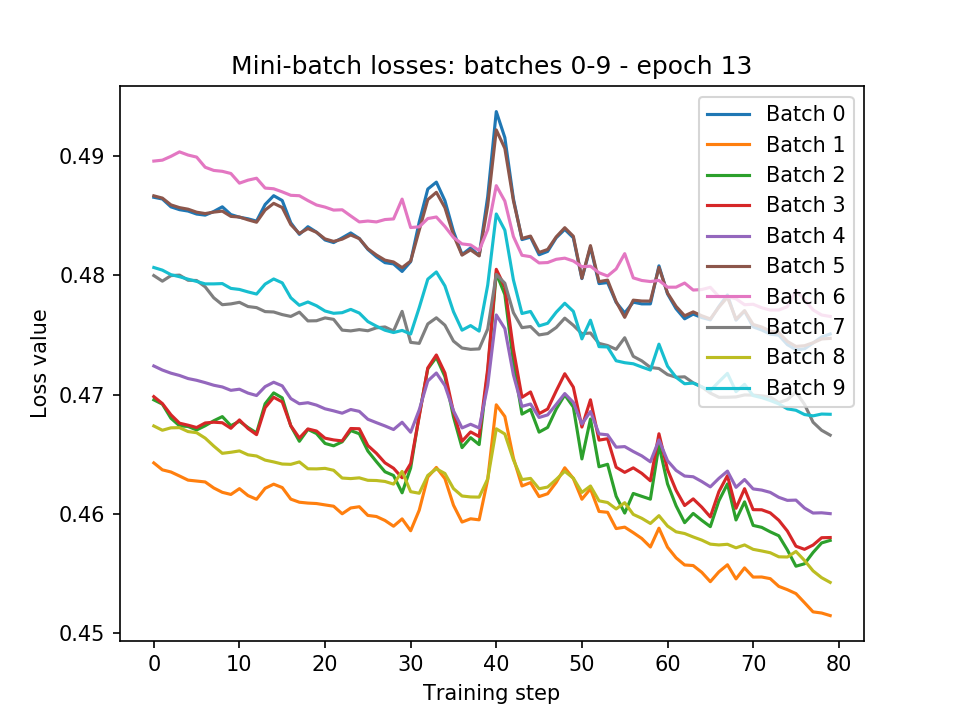 Mini-batch losses: batches 0-9 - epoch 13
Loss value
0.49
0.48
0.47
0.46
0.45
Batch 0
Batch 1
Batch 2
Batch 3
Batch 4
Batch 5
Batch 6
Batch 7
Batch 8
Batch 9
0 10 20 30 40 50 60 70 80
Training step